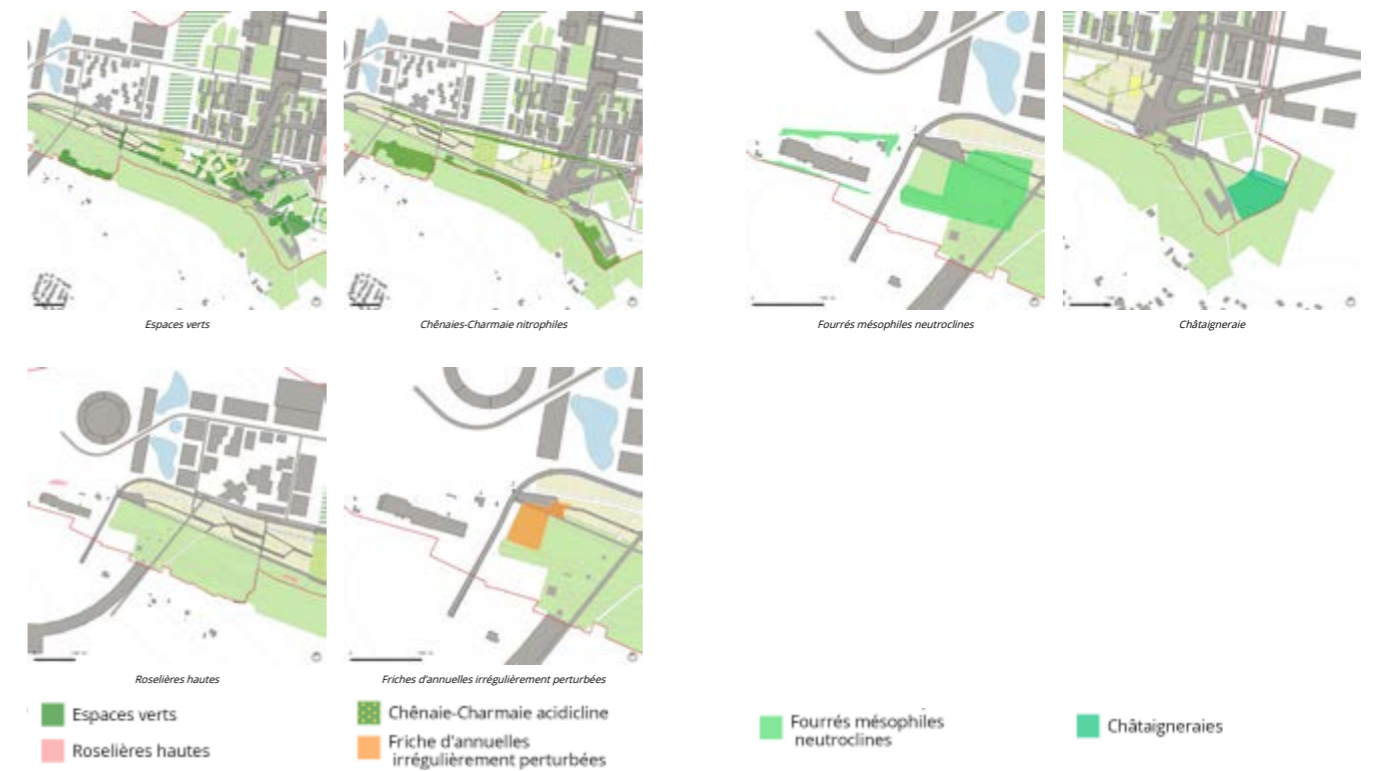 Espaces verts
Chênaies-Charmaie nitrophiles
Fourrés mésophiles neutroclines
Châtaigneraie
Roselières hautes
Friches d'annuelles irrégulièrement perturbées
Espaces verts
Roselières hautes
Chênaie-Charmaie acidicline
Friche d'annuelles
irrégulièrement perturbées
Fourrés mésophiles
neutroclines
Châtaigneraies